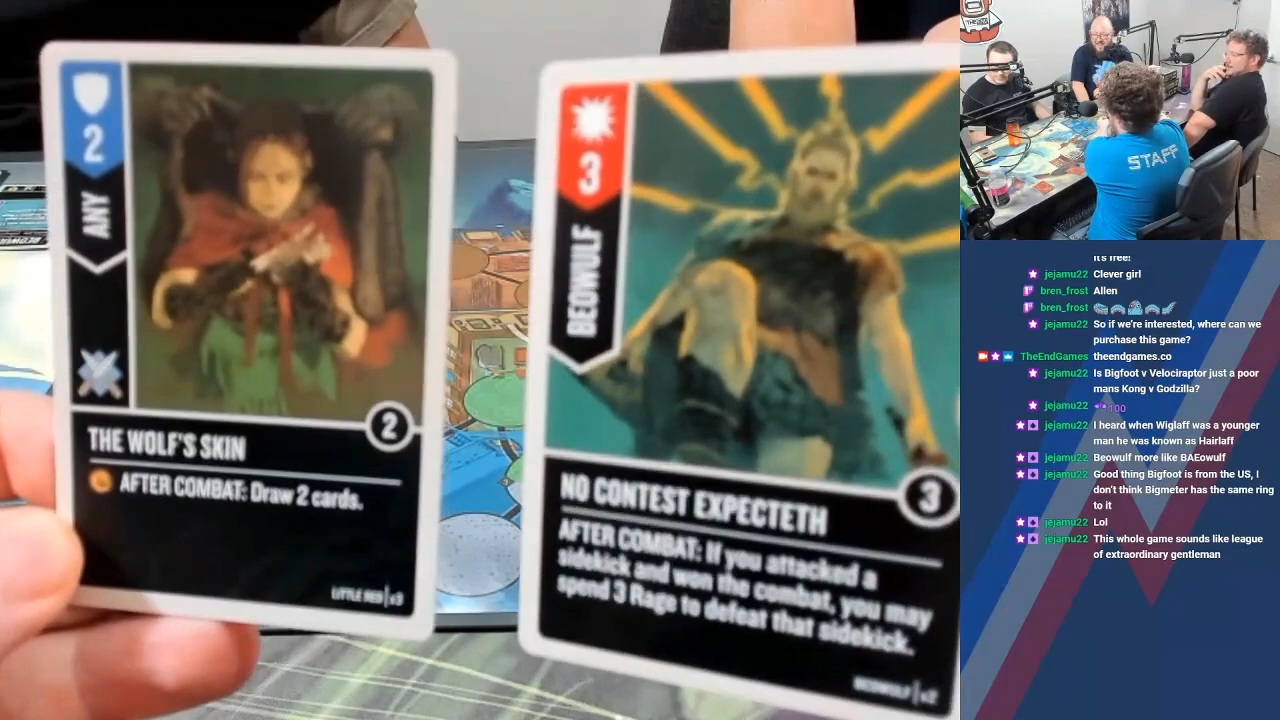 2
ANY
2
THE WOLF'S SKIN
AFTER COMBAT: Draw 2 cards.
LITTLE RED | x3
3
BEOWULF
3
NO CONTEST EXPECTETH
AFTER COMBAT: If you attacked a
sidekick and won the combat, you may
spend 3 Rage to defeat that sidekick.
BEOWULF | x2
STAFF
it's free!
jejamu22 Clever girl
bren_frost Allen
bren_frost
jejamu22 So if we're interested, where can we
purchase this game?
TheEndGames theendgames.co
jejamu22 Is Bigfoot v Velociraptor just a poor
mans Kong v Godzilla?
jejamu22 100
jejamu22 I heard when Wiglaff was a younger
man he was known as Hairlaff
jejamu22 Beowulf more like BAEowulf
jejamu22 Good thing Bigfoot is from the US, I
don't think Bigmeter has the same ring
to it
jejamu22 Lol
jejamu22 This whole game sounds like league
of extraordinary gentleman